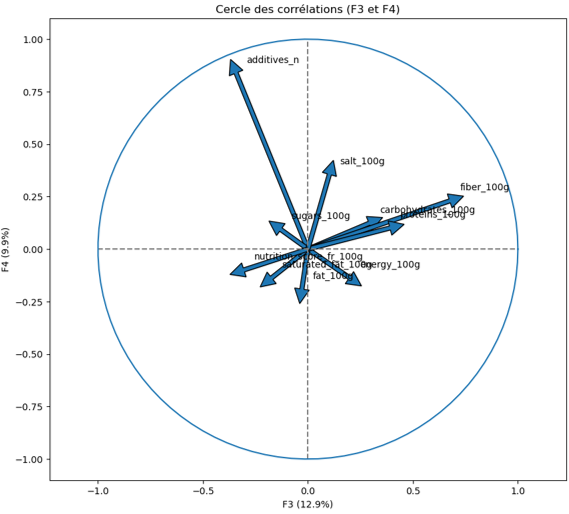 Cercle des corrélations (F3 et F4)
1.00
additives_n
0.75
0.50
salt_100g
fiber_100g
0.25
carbohydrates_100g
proteins_100g
sugars_100g
0.00
nutrition-score-fr_100g
saturated_fat_100g
energy_100g
fat_100g
−0.25
−0.50
−0.75
−1.00
F4 (9.9%)
−1.0
−0.5
0.0
0.5
1.0
F3 (12.9%)